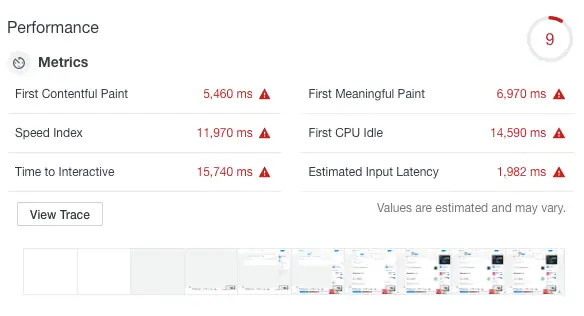 Performance
9
Metrics
First Contentful Paint 5,460 ms
First Meaningful Paint 6,970 ms
Speed Index 11,970 ms
First CPU Idle 14,590 ms
Time to Interactive 15,740 ms
Estimated Input Latency 1,982 ms
View Trace
Values are estimated and may vary.